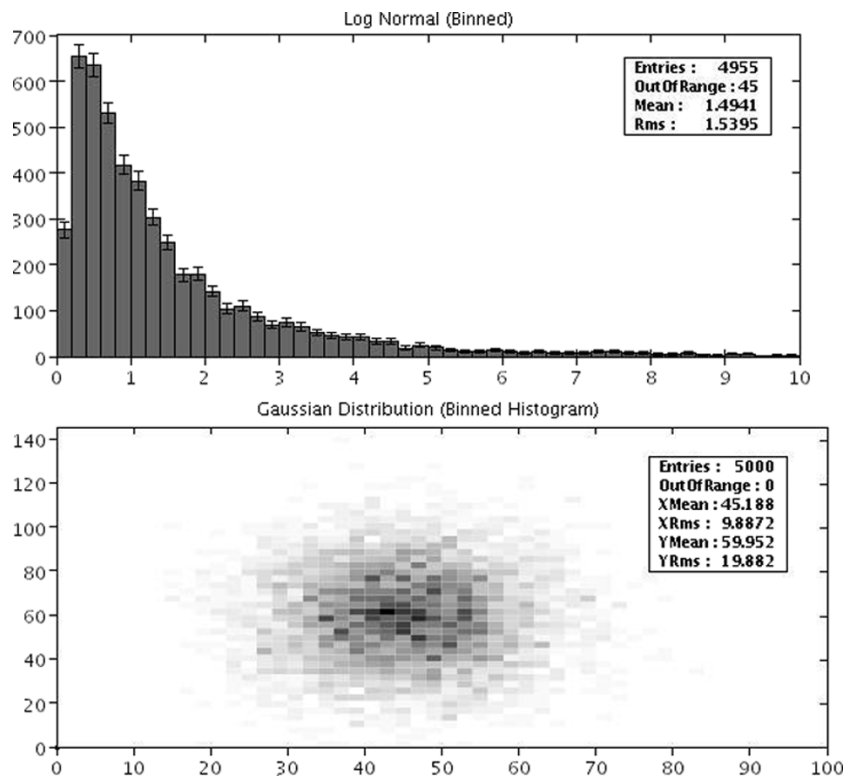 Log Normal (Binned)
700
600
500
400
300
200
100
0
Entries : 4955
OutOfRange : 45
Mean : 1.4941
Rms : 1.5395
0 1 2 3 4 5 6 7 8 9 10
Gaussian Distribution (Binned Histogram)
140
120
100
80
60
40
20
0
Entries : 5000
OutOfRange : 0
XMean : 45.188
XRms : 9.8872
YMean : 59.952
YRms : 19.882
0 10 20 30 40 50 60 70 80 90 100